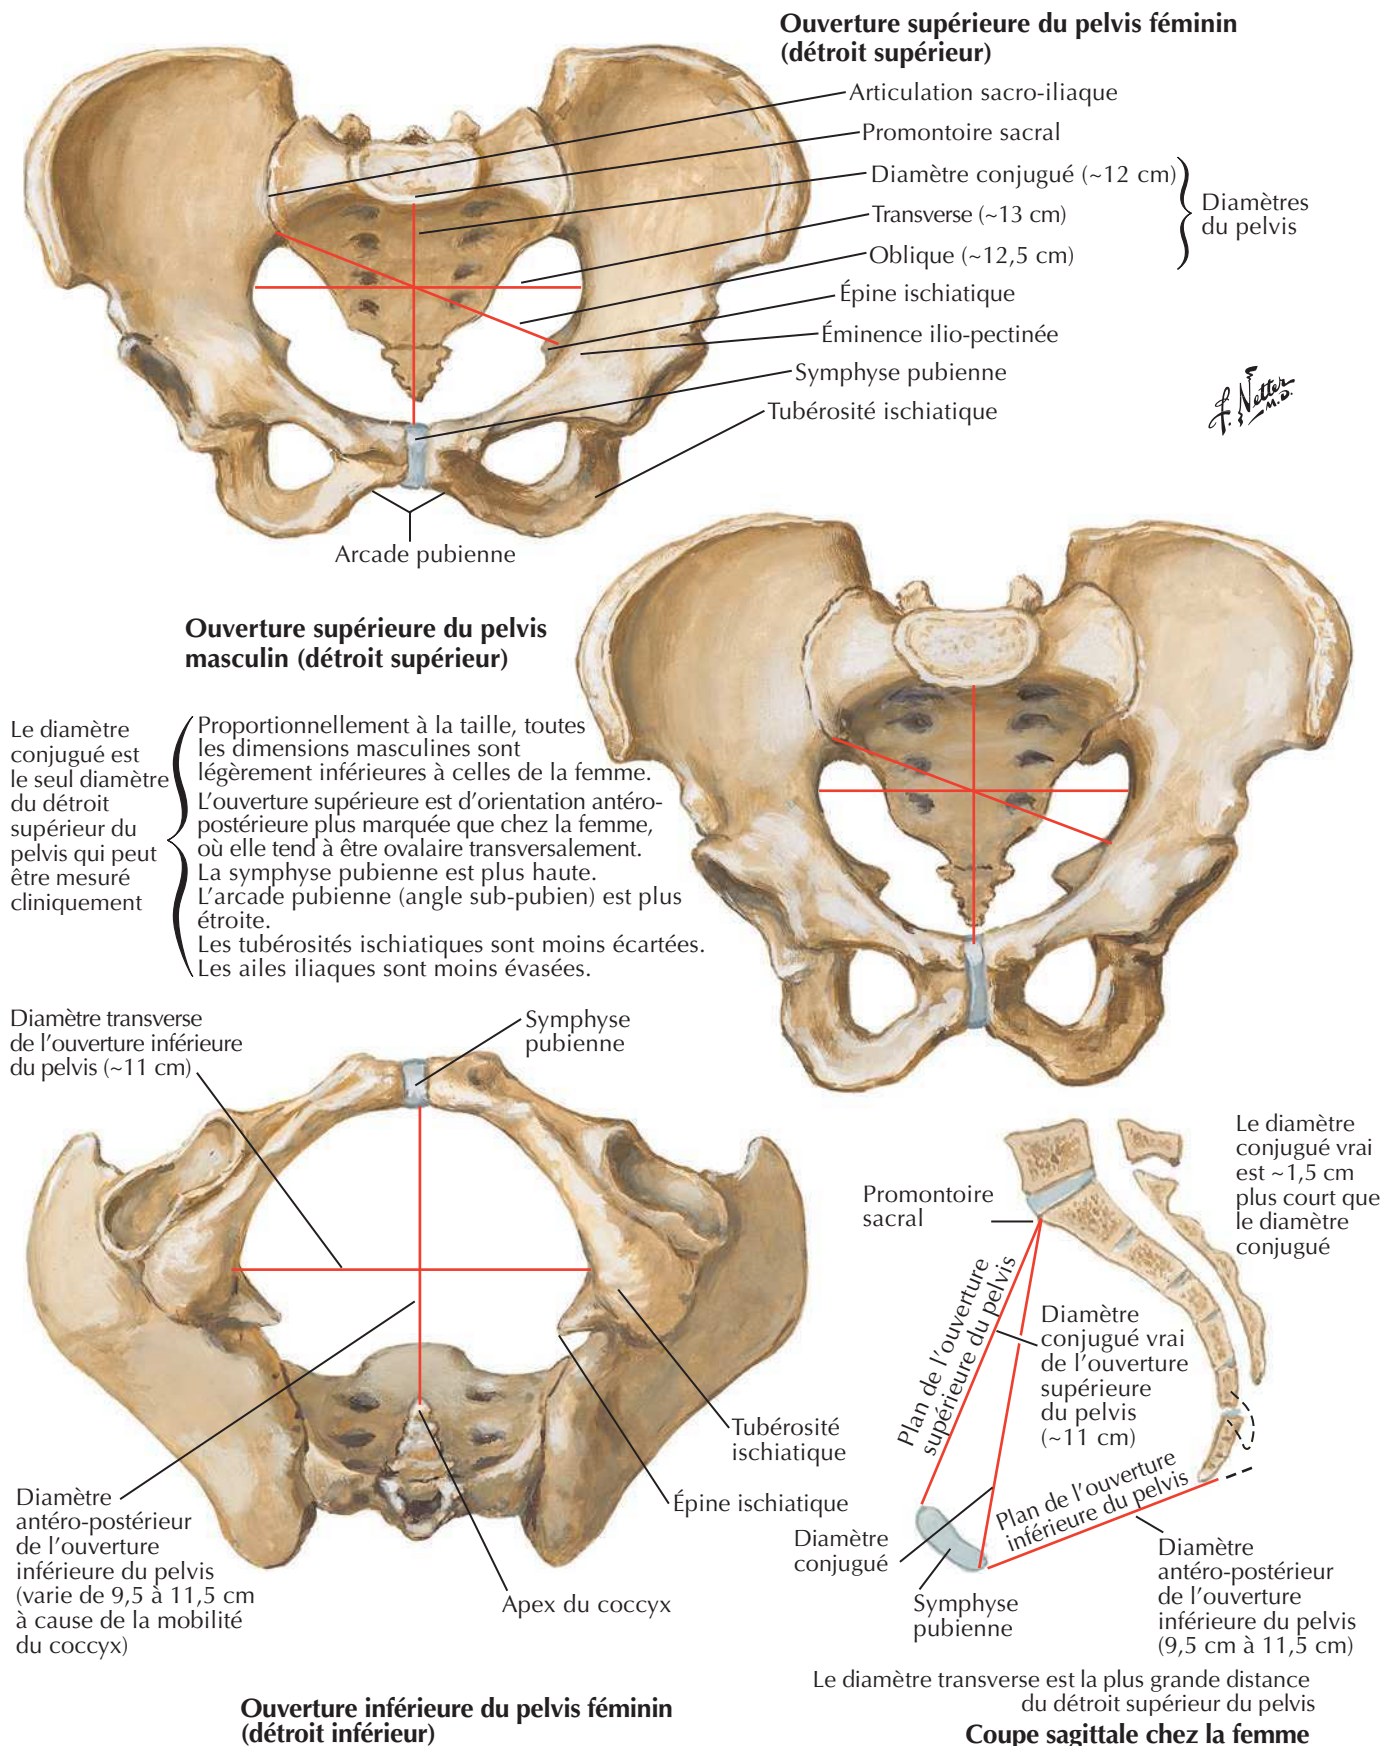 Ouverture supérieure du pelvis féminin
(détroit supérieur)
Articulation sacro-iliaque
Promontoire sacral
Diamètre conjugué (~12 cm)
Transverse (~13 cm)
Oblique (~12,5 cm)
Diamètres
du pelvis
Épine ischiatique
Éminence ilio-pectinée
Symphyse pubienne
Tubérosité ischiatique
Arcade pubienne
f. Netter
M.D.
Ouverture supérieure du pelvis
masculin (détroit supérieur)
Le diamètre
conjugué est
le seul diamètre
du détroit
supérieur du
pelvis qui peut
être mesuré
cliniquement
Proportionnellement à la taille, toutes
les dimensions masculines sont
légèrement inférieures à celles de la femme.
L'ouverture supérieure est d'orientation antéro-
postérieure plus marquée que chez la femme,
où elle tend à être ovalaire transversalement.
La symphyse pubienne est plus haute.
L'arcade pubienne (angle sub-pubien) est plus
étroite.
Les tubérosités ischiatiques sont moins écartées.
Les ailes iliaques sont moins évasées.
Diamètre transverse
de l'ouverture inférieure
du pelvis (~11 cm)
Symphyse
pubienne
Tubérosité
ischiatique
Épine ischiatique
Apex du coccyx
Diamètre
antéro-postérieur
de l'ouverture
inférieure du pelvis
(varie de 9,5 à 11,5 cm
à cause de la mobilité
du coccyx)
Ouverture inférieure du pelvis féminin
(détroit inférieur)
Le diamètre
conjugué vrai
est ~1,5 cm
plus court que
le diamètre
conjugué
Promontoire
sacral
Plan de l'ouverture
supérieure du pelvis
Diamètre
conjugué vrai
de l'ouverture
supérieure
du pelvis
(~11 cm)
Plan de l'ouverture
inférieure du pelvis
Diamètre
conjugué
Symphyse
pubienne
Diamètre
antéro-postérieur
de l'ouverture
inférieure du pelvis
(9,5 cm à 11,5 cm)
Le diamètre transverse est la plus grande distance
du détroit supérieur du pelvis
Coupe sagittale chez la femme